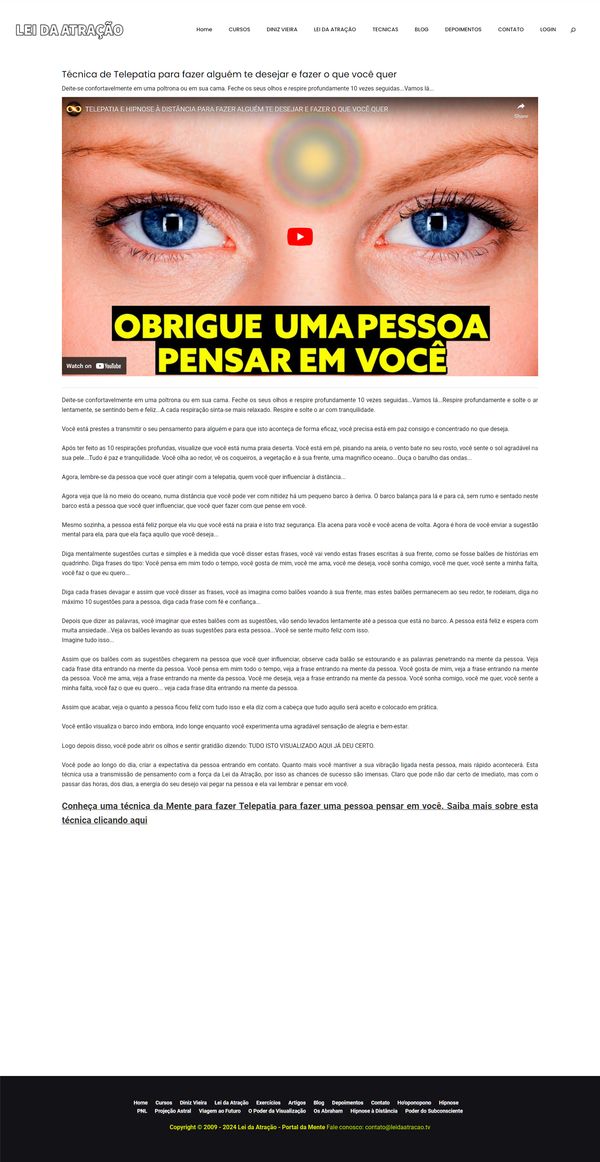 LEI DA ATRAÇÃO
Home CURSOS DINIZ VIEIRA LEI DA ATRAÇÃO TECNICAS BLOG DEPOIMENTOS CONTATO LOGIN
Técnica de Telepatia para fazer alguém te desejar e fazer o que você quer
Deite-se confortavelmente em uma poltrona ou em sua cama. Feche os seus olhos e respire profundamente 10 vezes seguidas...Vamos lá...
TELEPATIA E HIPNOSE À DISTÂNCIA PARA FAZER ALGUÉM TE DESEJAR E FAZER O QUE VOCÊ QUER
Share
OBRIGUE UMA PESSOA
PENSAR EM VOCÊ
Watch on YouTube
Deite-se confortavelmente em uma poltrona ou em sua cama. Feche os seus olhos e respire profundamente 10 vezes seguidas...Vamos lá...Respire profundamente e solte o ar
lentamente, se sentindo bem e feliz...A cada respiração sinta-se mais relaxado. Respire e solte o ar com tranquilidade.
Você está prestes a transmitir o seu pensamento para alguém e para que isto aconteça de forma eficaz, você precisa está em paz consigo e concentrado no que deseja.
Após ter feito as 10 respirações profundas, visualize que você está numa praia deserta. Você está em pé, pisando na areia, o vento bate no seu rosto, você sente o sol agradável na
sua pele...Tudo é paz e tranquilidade. Você olha ao redor, vê os coqueiros, a vegetação e à sua frente, uma magnifico oceano...Ouça o barulho das ondas...
Agora, lembre-se da pessoa que você quer atingir com a telepatia, quem você quer influenciar à distância...
Agora veja que lá no meio do oceano, numa distância que você pode ver com nitidez há um pequeno barco à deriva. O barco balança para lá e para cá, sem rumo e sentado neste
barco está a pessoa que você quer influenciar, que você quer fazer com que pense em você.
Mesmo sozinha, a pessoa está feliz porque ela viu que você está na praia e isto traz segurança. Ela acena para você e você acena de volta. Agora é hora de você enviar a sugestão
mental para ela, para que ela faça aquilo que você deseja...
Diga mentalmente sugestões curtas e simples e à medida que você disser estas frases, você vai vendo estas frases escritas à sua frente, como se fosse balões de histórias em
quadrinho. Diga frases do tipo: Você pensa em mim todo o tempo, você gosta de mim, você me ama, você me deseja, você sonha comigo, você me quer, você sente a minha falta,
você faz o que eu quero...
Diga cada frases devagar e assim que você disser as frases, você as imagina como balões voando à sua frente, mas estes balões permanecem ao seu redor, te rodeiam, diga no
máximo 10 sugestões para a pessoa, diga cada frase com fé e confiança...
Depois que dizer as palavras, você imaginar que estes balões com as sugestões, vão sendo levados lentamente até a pessoa que está no barco. A pessoa está feliz e espera com
muita ansiedade...Veja os balões levando as suas sugestões para esta pessoa...Você se sente muito feliz com isso.
Imagine tudo isso...
Assim que os balões com as sugestões chegarem na pessoa que você quer influenciar, observe cada balão se estourando e as palavras penetrando na mente da pessoa. Veja
cada frase dita entrando na mente da pessoa. Você pensa em mim todo o tempo, veja a frase entrando na mente da pessoa. Você gosta de mim, veja a frase entrando na mente
da pessoa. Você me ama, veja a frase entrando na mente da pessoa. Você me deseja, veja a frase entrando na mente da pessoa. Você sonha comigo, você me quer, você sente a
minha falta, você faz o que eu quero... veja cada frase dita entrando na mente da pessoa.
Assim que acabar, veja o quanto a pessoa ficou feliz com tudo isso e ela diz com a cabeça que tudo aquilo será aceito e colocado em prática.
Você então visualiza o barco indo embora, indo longe enquanto você experimenta uma agradável sensação de alegria e bem-estar.
Logo depois disso, você pode abrir os olhos e sentir gratidão dizendo: TUDO ISTO VISUALIZADO AQUI JÁ DEU CERTO.
Você pode ao longo do dia, criar a expectativa da pessoa entrando em contato. Quanto mais você mantiver a sua vibração ligada nesta pessoa, mais rápido acontecerá. Esta
técnica usa a transmissão de pensamento com a força da Lei da Atração, por isso as chances de sucesso são imensas. Claro que pode não dar certo de imediato, mas com o
passar das horas, dos dias, a energia do seu desejo vai pegar na pessoa e ela vai lembrar e pensar em você.
Conheça uma técnica da Mente para fazer Telepatia para fazer uma pessoa pensar em você. Saiba mais sobre esta
técnica clicando aqui
Home Cursos Diniz Vieira Lei da Atração Exercícios Artigos Blog Depoimentos Contato Ho'oponopono Hipnose
PNL Projeção Astral Viagem ao Futuro O Poder da Visualização Os Abraham Hipnose à Distância Poder do Subconsciente
Copyright © 2009 - 2024 Lei da Atração - Portal da Mente Fale conosco: contato@leidaatracao.tv